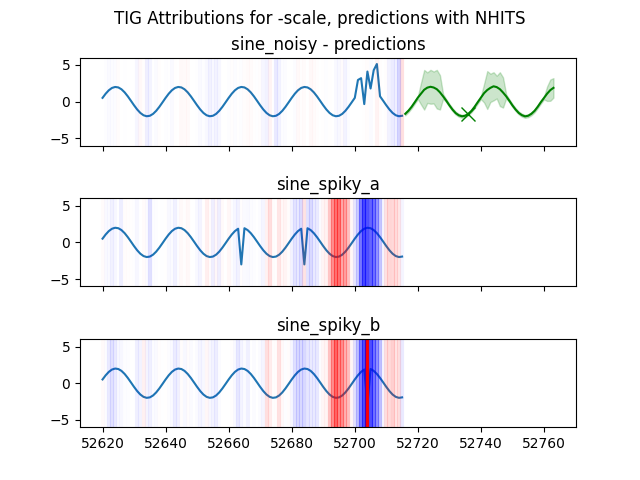 TIG Attributions for -scale, predictions with NHITS
sine_noisy - predictions
5
0
−5
sine_spiky_a
5
0
−5
sine_spiky_b
5
0
−5
52620 52640 52660 52680 52700 52720 52740 52760